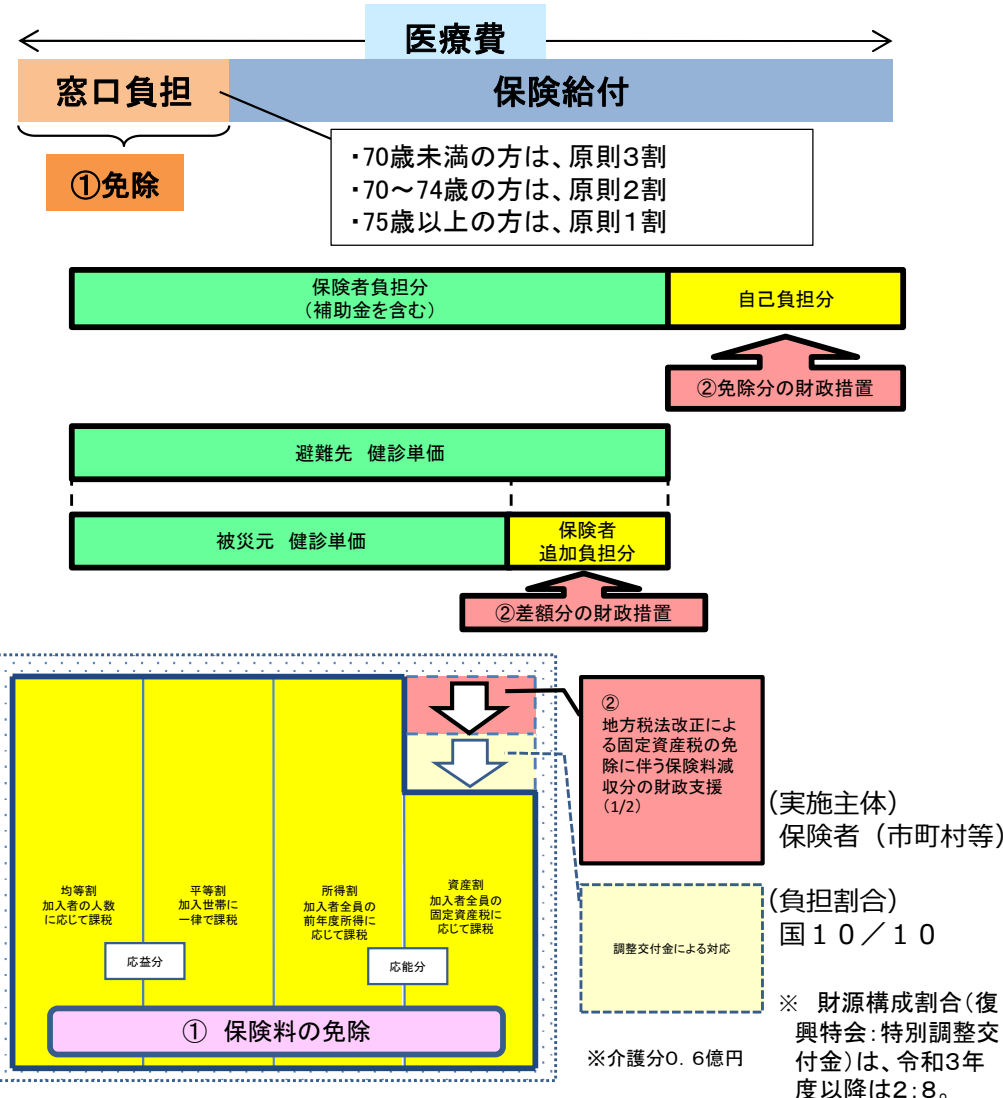 医療費
窓口負担
保険給付
①免除
・70歳未満の方は、原則３割
・70～74歳の方は、原則２割
・75歳以上の方は、原則１割
保険者負担分
（補助金を含む）
自己負担分
②免除分の財政措置
避難先　健診単価
被災元　健診単価
保険者
追加負担分
②差額分の財政措置
②
地方税法改正によ
る固定資産税の免
除に伴う保険料減
収分の財政支援
(1/2)
均等割
加入者の人数
に応じて課税
平等割
加入世帯に
一律で課税
所得割
加入者全員の
前年度所得に
応じて課税
資産割
加入者全員の
固定資産税に
応じて課税
応益分
応能分
①　保険料の免除
調整交付金による対応
※介護分０．６億円
（実施主体）
保険者（市町村等）
（負担割合）
国１０／１０
※　財源構成割合（復
興特会：特別調整交
付金）は、令和3年
度以降は２：８。